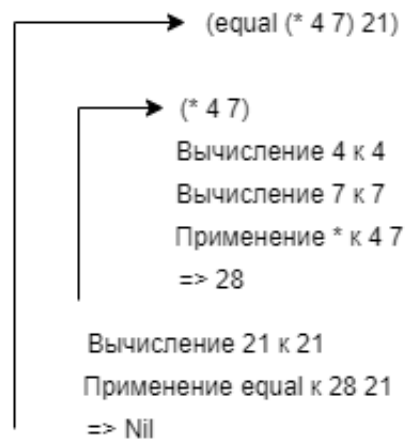 (equal (* 4 7) 21)
(* 4 7)
Вычисление 4 к 4
Вычисление 7 к 7
Применение * к 4 7
=> 28
Вычисление 21 к 21
Применение equal к 28 21
=> Nil